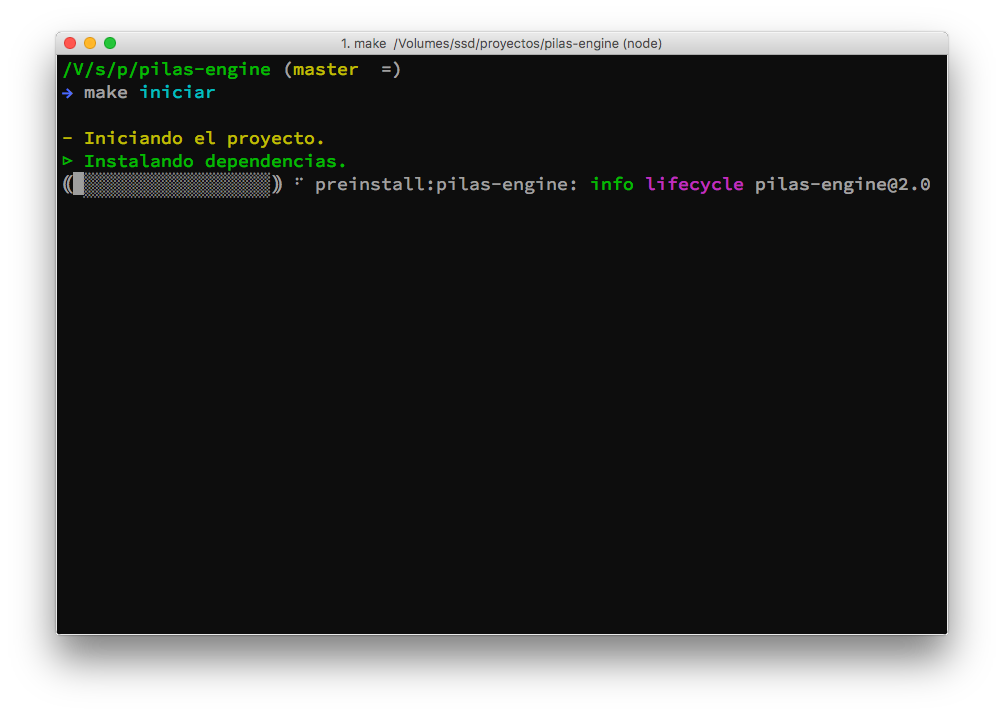 1. make /Volumes/ssd/proyectos/pilas-engine (node)
/V/s/p/pilas-engine (master =)
➔ make iniciar
- Iniciando el proyecto.
▹ Instalando dependencias.
⸨█░░░░░░░░░░░░░░░░░⸩ ⠋ preinstall:pilas-engine: info lifecycle pilas-engine@2.0